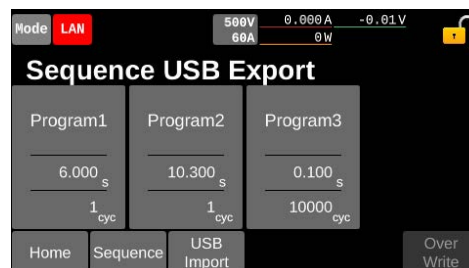 Mode LAN 500V 0.000A -0.01V
60A 0W
Sequence USB Export
Program1 Program2 Program3
6.000 s 10.300 s 0.100 s
1 cyc 1 cyc 10000 cyc
Home Sequence USB Import Over Write